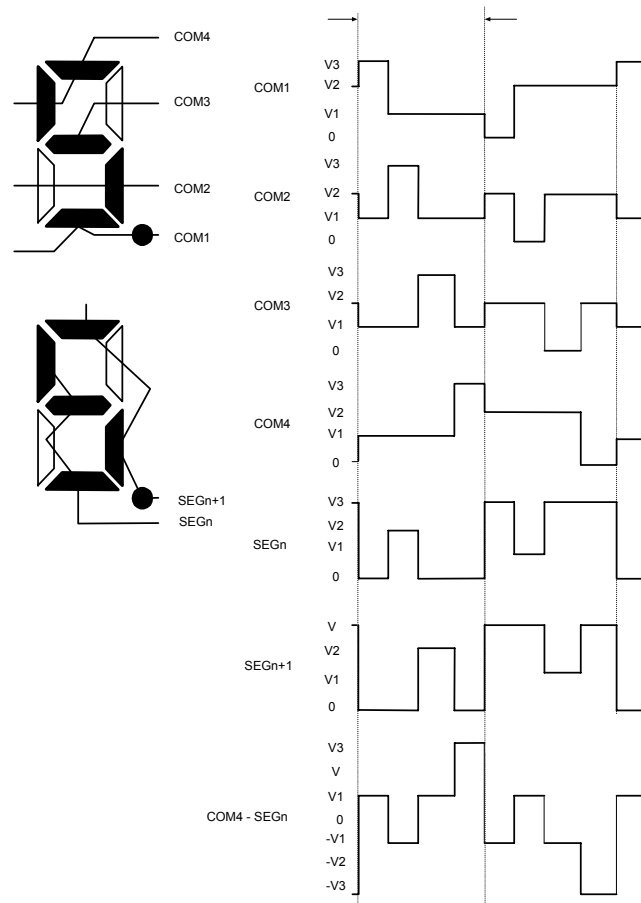 COM4
COM3
COM2
COM1
SEGn+1
SEGn
COM1
V3
V2
V1
0
COM2
V3
V2
V1
0
COM3
V3
V2
V1
0
COM4
V3
V2
V1
0
SEGn
V3
V2
V1
0
SEGn+1
V
V2
V1
0
COM4 - SEGn
V3
V
V1
0
-V1
-V2
-V3